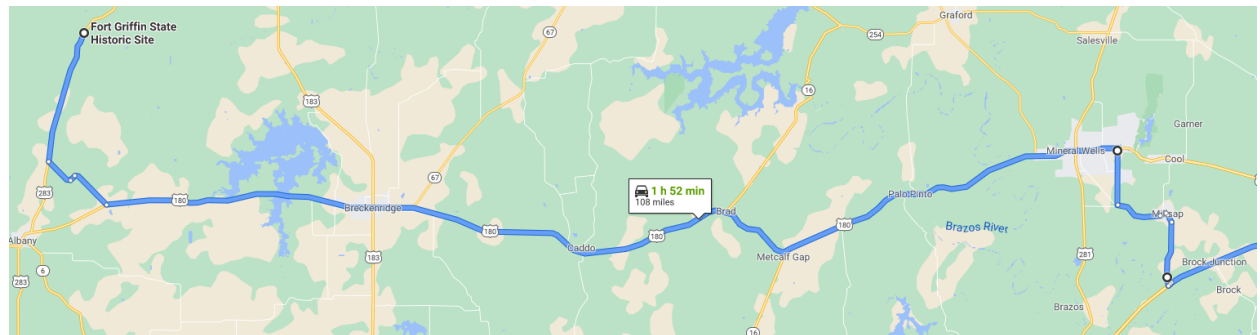 Fort Griffin State
Historic Site
Graford
67
254
Salesville
16
183
Garner
Mineral Wells
Cool
283
67
1 h 52 min
108 miles
180
Palo Pinto
Breckenridge
Brad
Millsap
180
Brazos River
180
180
Albany
Caddo
Metcalf Gap
281
183
Brock Junction
6
283
Brock
Brazos
16